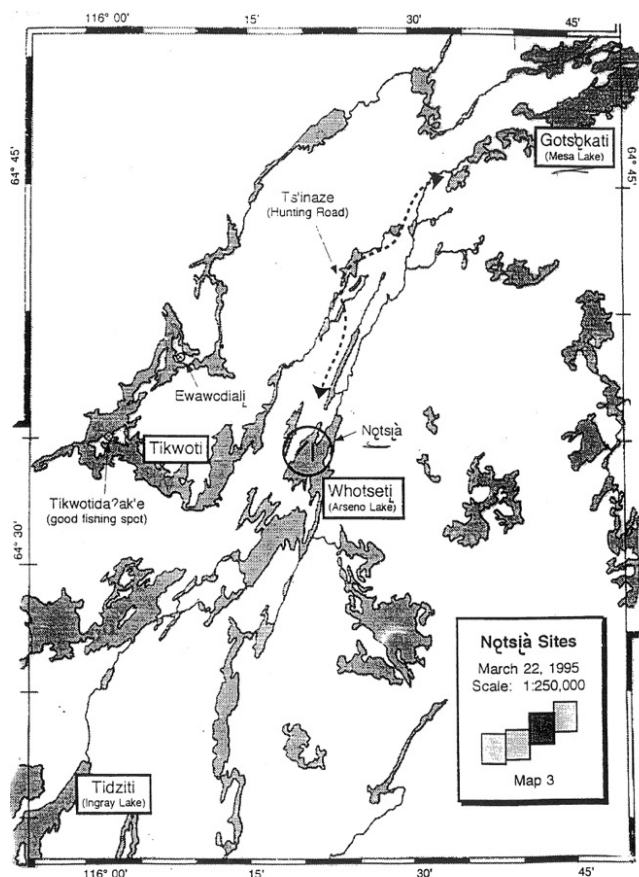 116° 00'
15'
30'
45'
64° 45'
Gotsǫkati
(Mesa Lake)
64° 45'
Ts'inaze
(Hunting Road)
Ewawodialį
Nǫtsįà
Tikwoti
Whotsetį
(Arseno Lake)
Tikwotida?ak'e
(good fishing spot)
64° 30'
Nǫtsįà Sites
March 22, 1995
Scale: 1:250,000
Map 3
Tidziti
(Ingray Lake)
116° 00'
15'
30'
45'